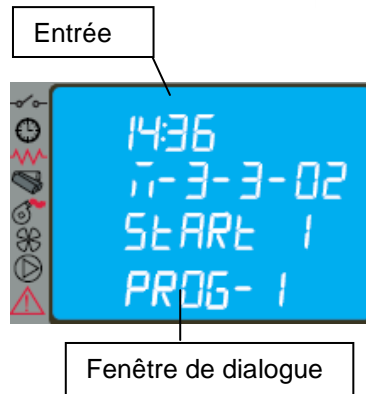 Entrée
14:36
n-3-3-02
START 1
PROG-1
Fenêtre de dialogue